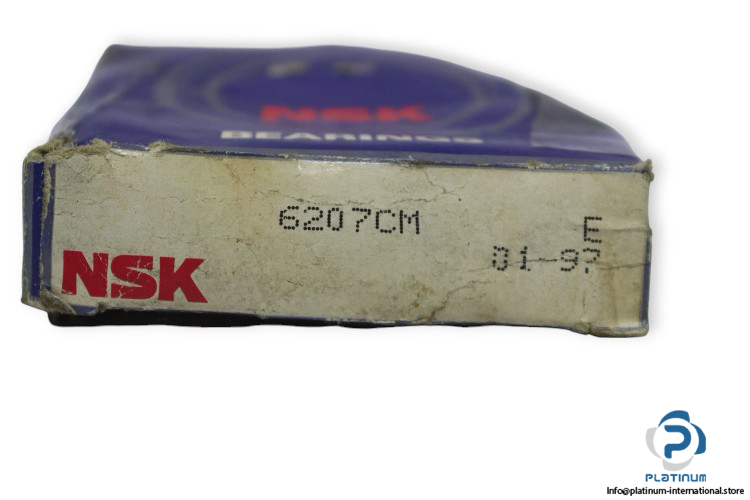 NSK
BEARINGS
6207CM
E
01-97
NSK
PLATINUM
Info@platinum-international.store